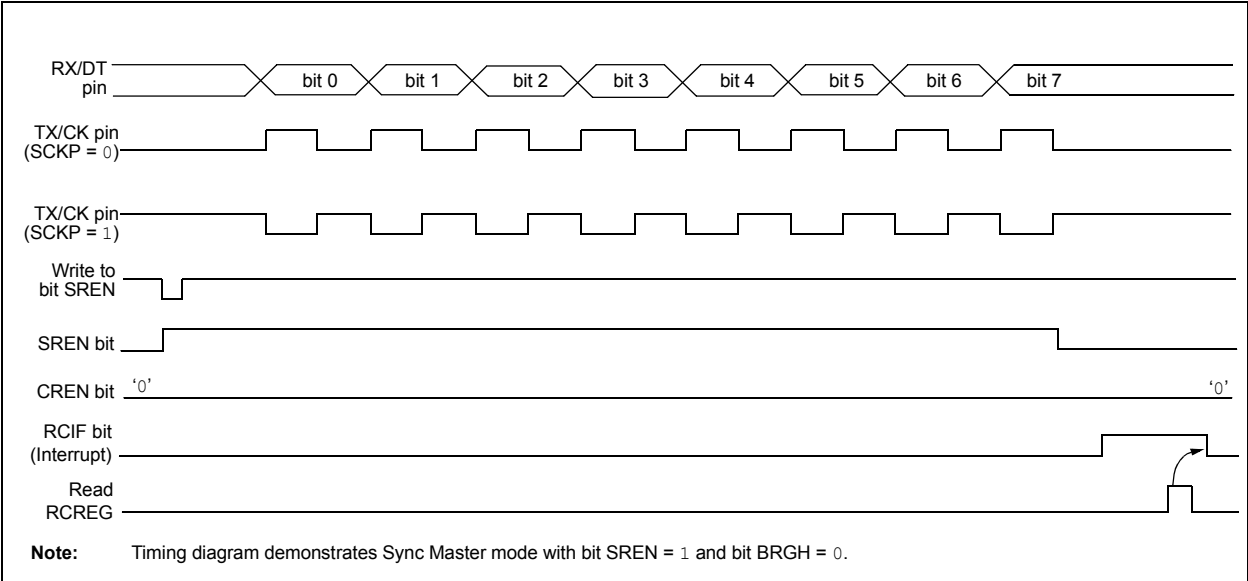 RX/DT
pin
bit 0 bit 1 bit 2 bit 3 bit 4 bit 5 bit 6 bit 7
TX/CK pin
(SCKP = 0)
TX/CK pin
(SCKP = 1)
Write to
bit SREN
SREN bit
CREN bit ‘0’ ‘0’
RCIF bit
(Interrupt)
Read
RCREG
Note: Timing diagram demonstrates Sync Master mode with bit SREN = 1 and bit BRGH = 0.